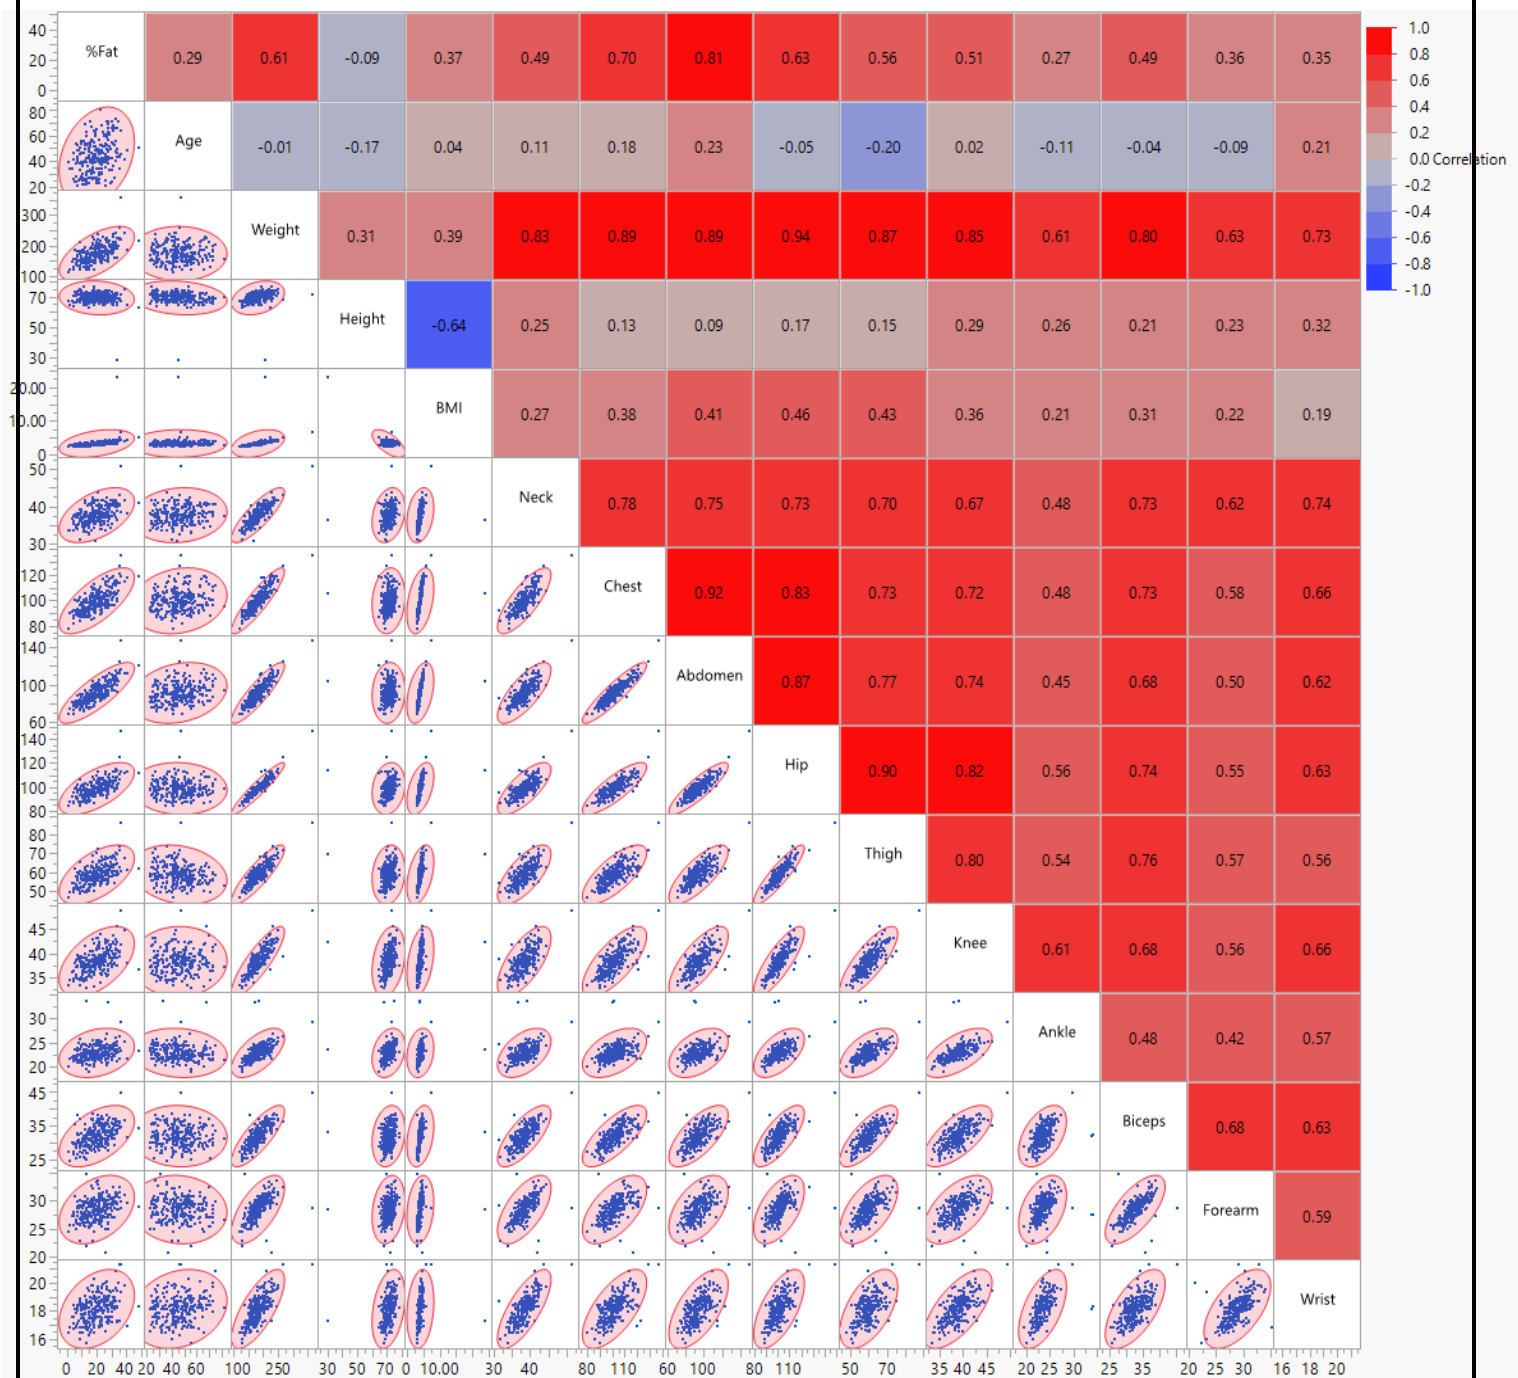 40 20 0 %Fat 0.29 0.61 -0.09 0.37 0.49 0.70 0.81 0.63 0.56 0.51 0.27 0.49 0.36 0.35
80 60 40 20 Age -0.01 -0.17 0.04 0.11 0.18 0.23 -0.05 -0.20 0.02 -0.11 -0.04 -0.09 0.21
300 200 100 Weight 0.31 0.39 0.83 0.89 0.89 0.94 0.87 0.85 0.61 0.80 0.63 0.73
70 50 30 Height -0.64 0.25 0.13 0.09 0.17 0.15 0.29 0.26 0.21 0.23 0.32
20.00 10.00 0 BMI 0.27 0.38 0.41 0.46 0.43 0.36 0.21 0.31 0.22 0.19
50 40 30 Neck 0.78 0.75 0.73 0.70 0.67 0.48 0.73 0.62 0.74
120 100 80 Chest 0.92 0.83 0.73 0.72 0.48 0.73 0.58 0.66
140 100 60 Abdomen 0.87 0.77 0.74 0.45 0.68 0.50 0.62
140 120 100 80 Hip 0.90 0.82 0.56 0.74 0.55 0.63
80 70 60 50 Thigh 0.80 0.54 0.76 0.57 0.56
45 40 35 Knee 0.61 0.68 0.56 0.66
30 25 20 Ankle 0.48 0.42 0.57
45 35 25 Biceps 0.68 0.63
30 25 20 Forearm 0.59
20 18 16 Wrist
0 20 40 20 40 60 100 250 30 50 70 0 10.00 30 40 80 110 60 100 80 110 50 70 35 40 45 20 25 30 25 35 20 25 30 16 18 20
1.0
0.8
0.6
0.4
0.2
0.0 Correlation
-0.2
-0.4
-0.6
-0.8
-1.0